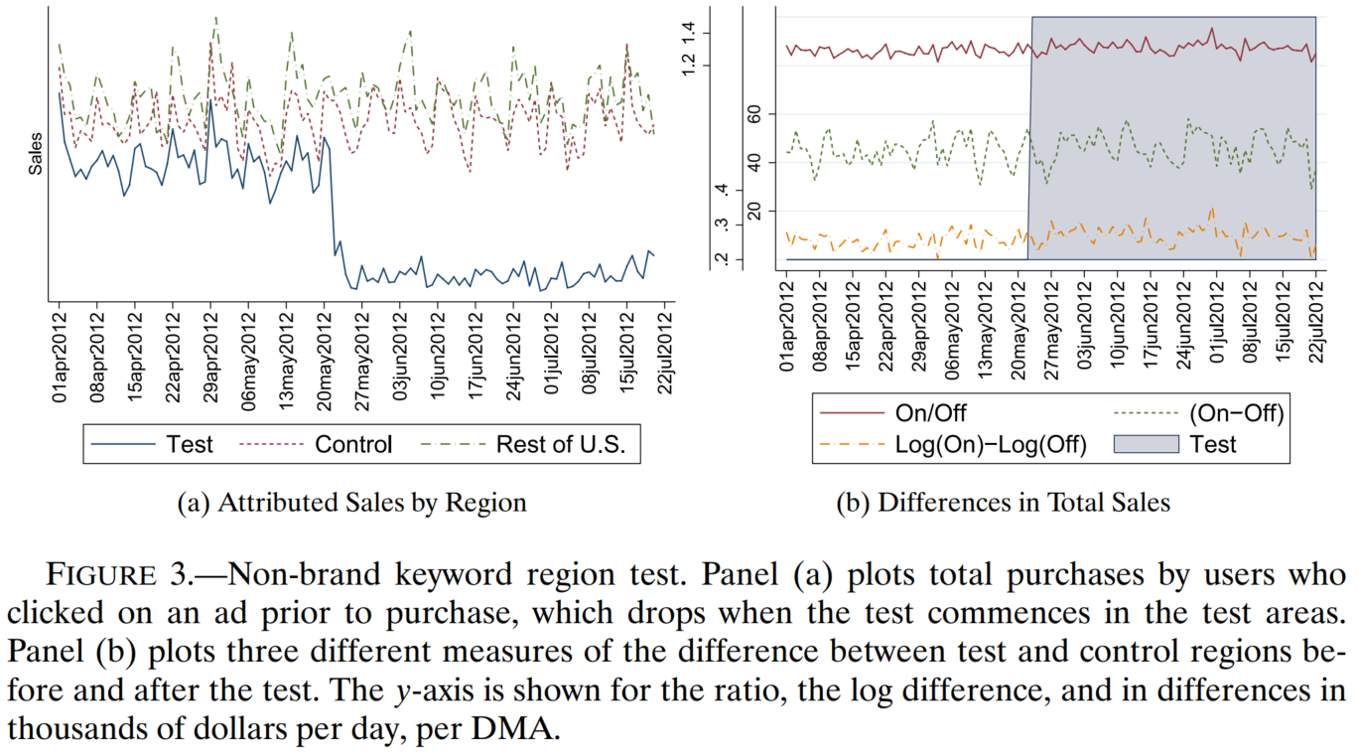 Sales
01apr2012
08apr2012
15apr2012
22apr2012
29apr2012
06may2012
13may2012
20may2012
27may2012
03jun2012
10jun2012
17jun2012
24jun2012
01jul2012
08jul2012
15jul2012
22jul2012
Test
Control
Rest of U.S.
(a) Attributed Sales by Region
1.2 1.4
.2 .3 .4
20 40 60
01apr2012
08apr2012
15apr2012
22apr2012
29apr2012
06may2012
13may2012
20may2012
27may2012
03jun2012
10jun2012
17jun2012
24jun2012
01jul2012
08jul2012
15jul2012
22jul2012
On/Off
(On−Off)
Log(On)−Log(Off)
Test
(b) Differences in Total Sales
FIGURE 3.—Non-brand keyword region test. Panel (a) plots total purchases by users who
clicked on an ad prior to purchase, which drops when the test commences in the test areas.
Panel (b) plots three different measures of the difference between test and control regions be-
fore and after the test. The y-axis is shown for the ratio, the log difference, and in differences in
thousands of dollars per day, per DMA.